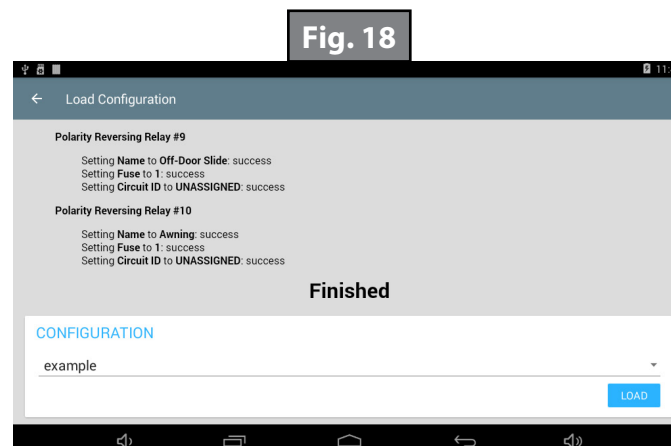 Fig. 18
11:
Load Configuration
Polarity Reversing Relay #9
Setting Name to Off-Door Slide: success
Setting Fuse to 1: success
Setting Circuit ID to UNASSIGNED: success
Polarity Reversing Relay #10
Setting Name to Awning: success
Setting Fuse to 1: success
Setting Circuit ID to UNASSIGNED: success
Finished
CONFIGURATION
example
LOAD